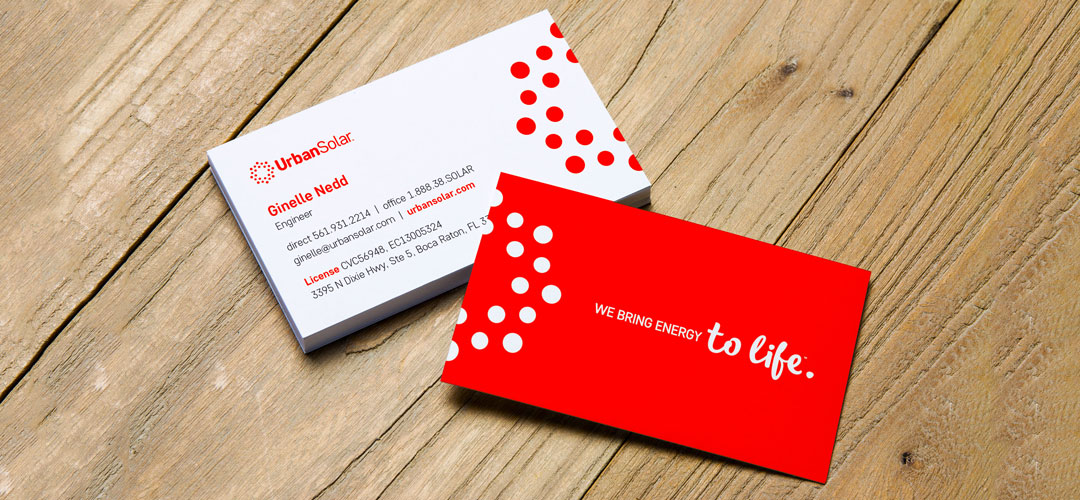 UrbanSolar
Ginelle Nedd
Engineer
direct 561.931.2214 | office 1.888.38.SOLAR
ginelle@urbansolar.com | urbansolar.com
License CVC56948, EC13005324
3395 N Dixie Hwy, Ste 5, Boca Raton, FL
WE BRING ENERGY to life.™